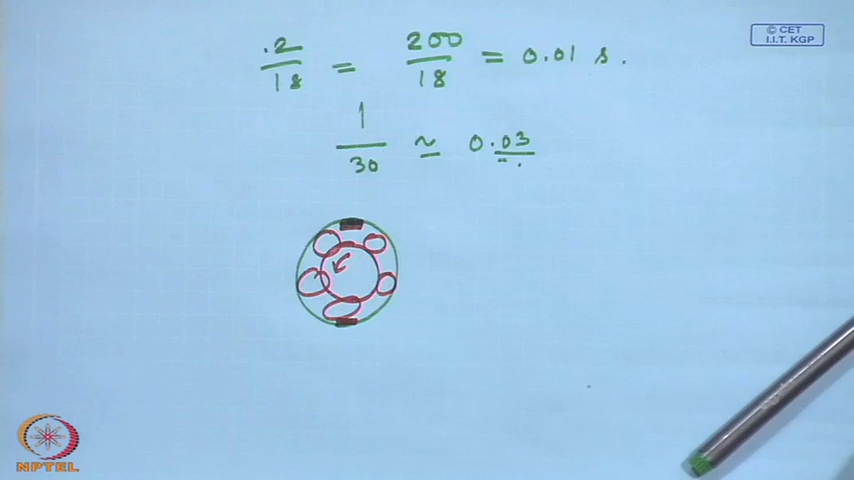 © CET
I.I.T. KGP
.2/18 = 200/18 = 0.01 s.
1/30 ≃ 0.03
NPTEL